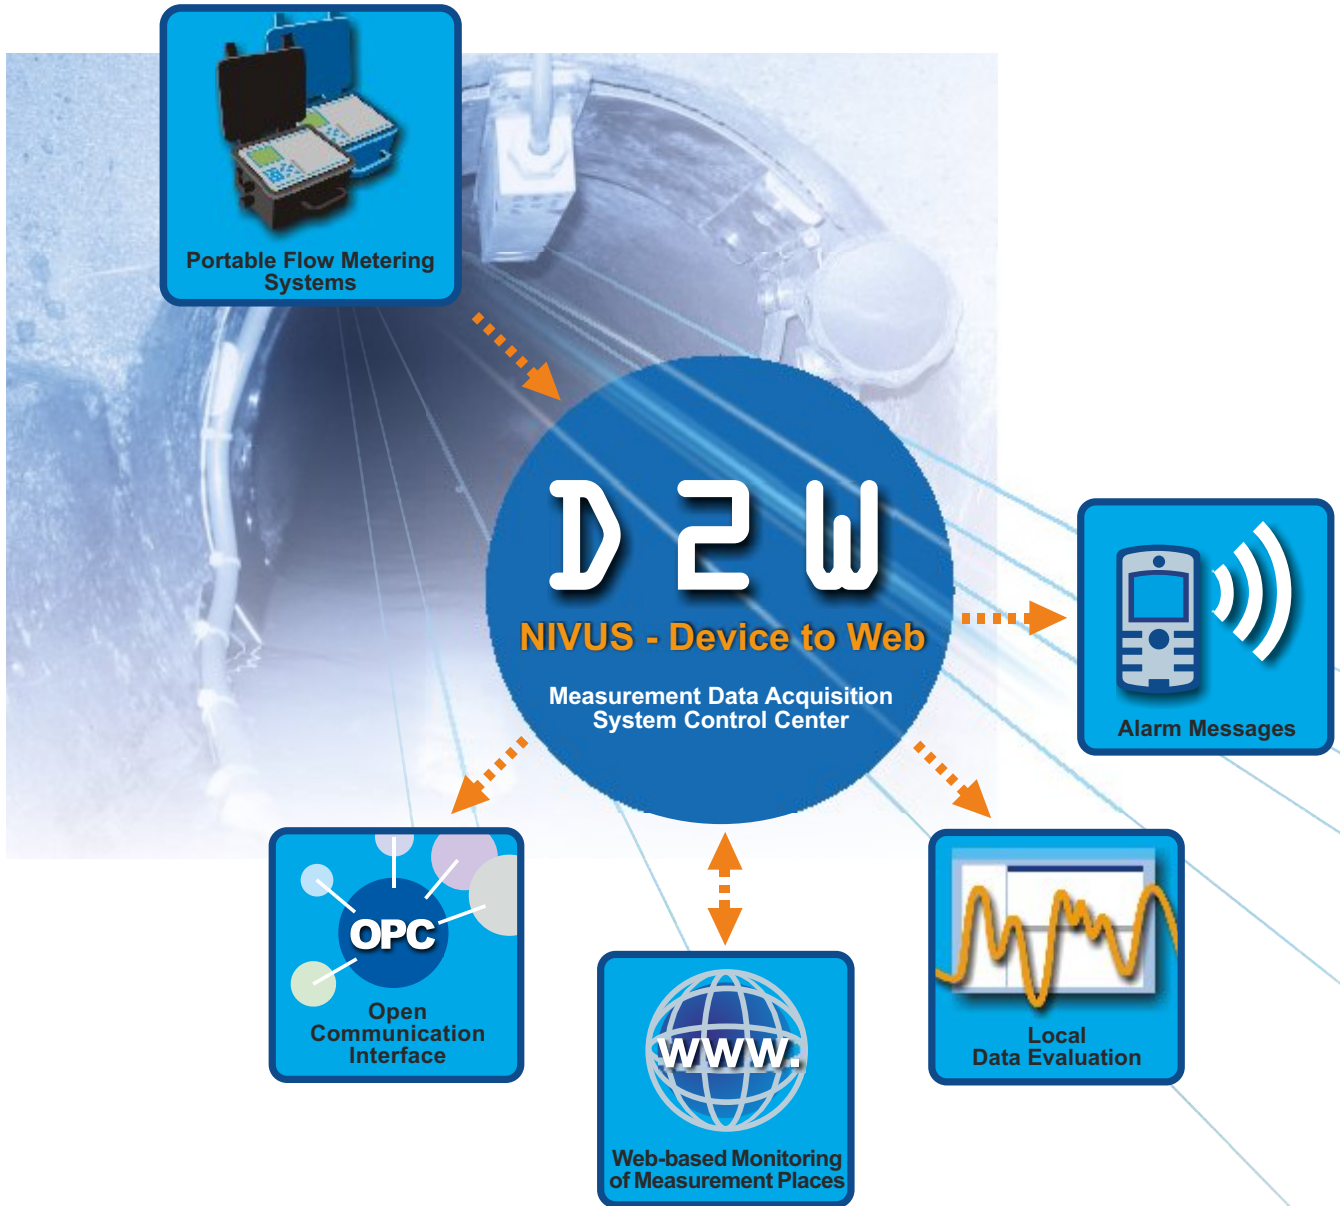 Portable Flow Metering
Systems
D2W
NIVUS - Device to Web
Measurement Data Acquisition
System Control Center
Alarm Messages
OPC
Open
Communication
Interface
www.
Web-based Monitoring
of Measurement Places
Local
Data Evaluation